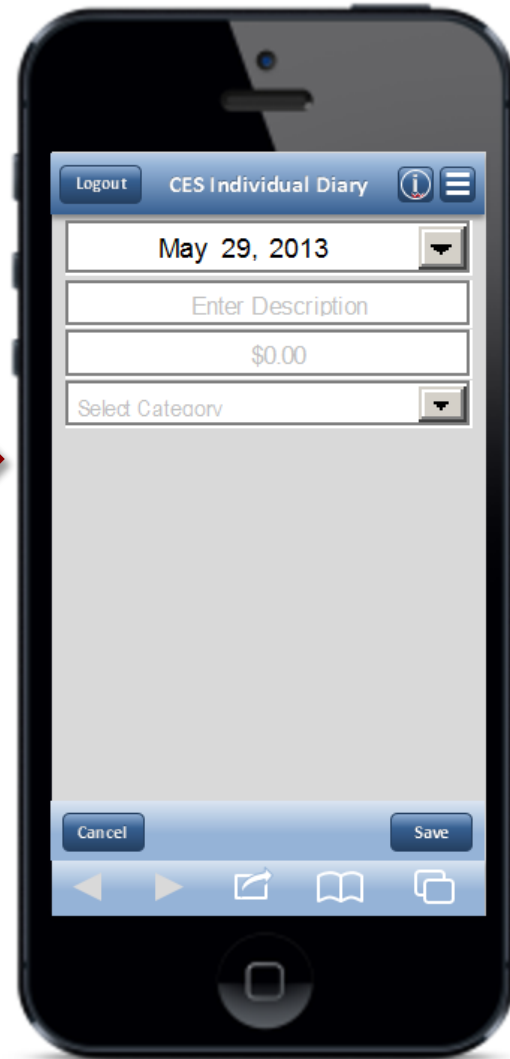 Logout CES Individual Diary
May 29, 2013
Enter Description
$0.00
Select Category
Cancel Save